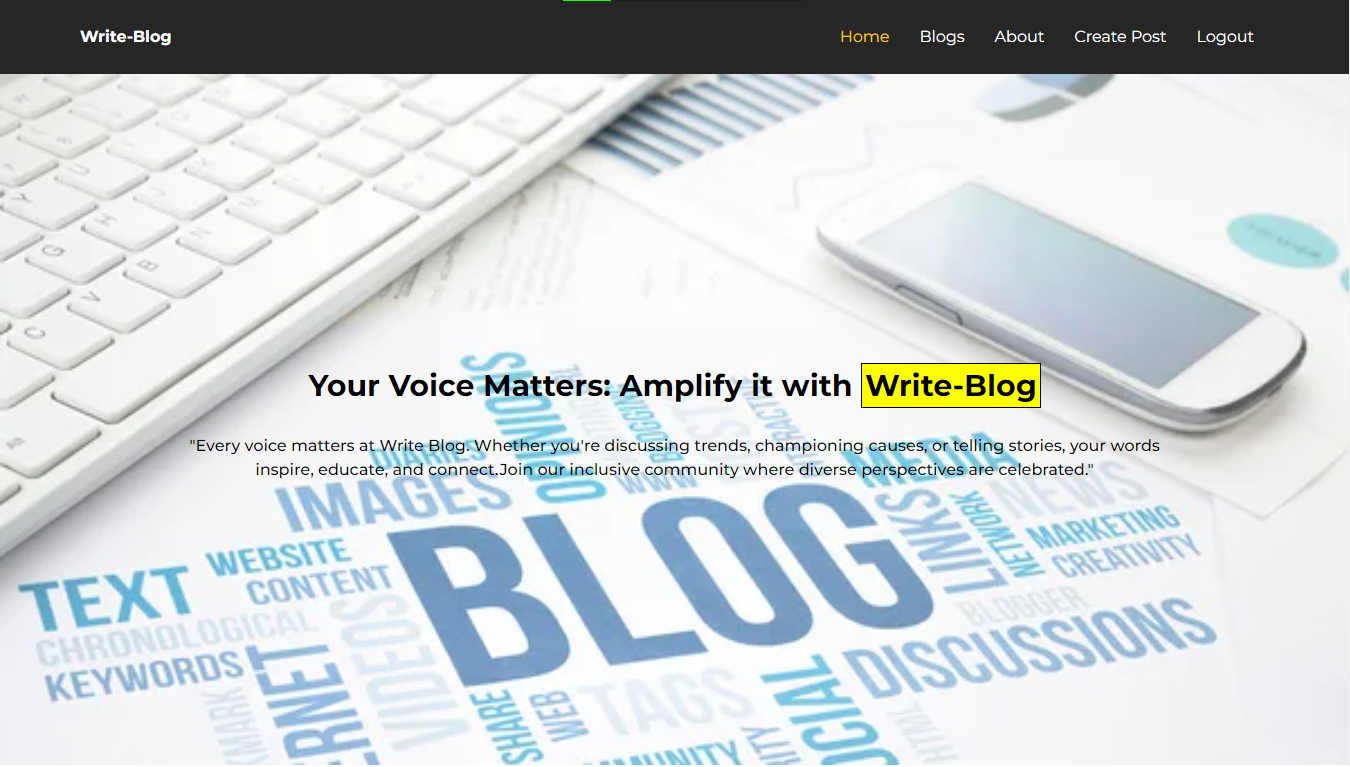 Write-Blog
Home Blogs About Create Post Logout
Your Voice Matters: Amplify it with Write-Blog
"Every voice matters at Write Blog. Whether you're discussing trends, championing causes, or telling stories, your words
inspire, educate, and connect.Join our inclusive community where diverse perspectives are celebrated."
OPINIONS
MEDIA
IMAGES
WWW
BLOG
LINKS
NETWORK
NEWS
MARKETING
CREATIVITY
WEBSITE
TEXT
CONTENT
CHRONOLOGICAL
KEYWORDS
VIDEOS
BLOGGER
DISCUSSIONS
SHARE
WEB
TAGS
HTML